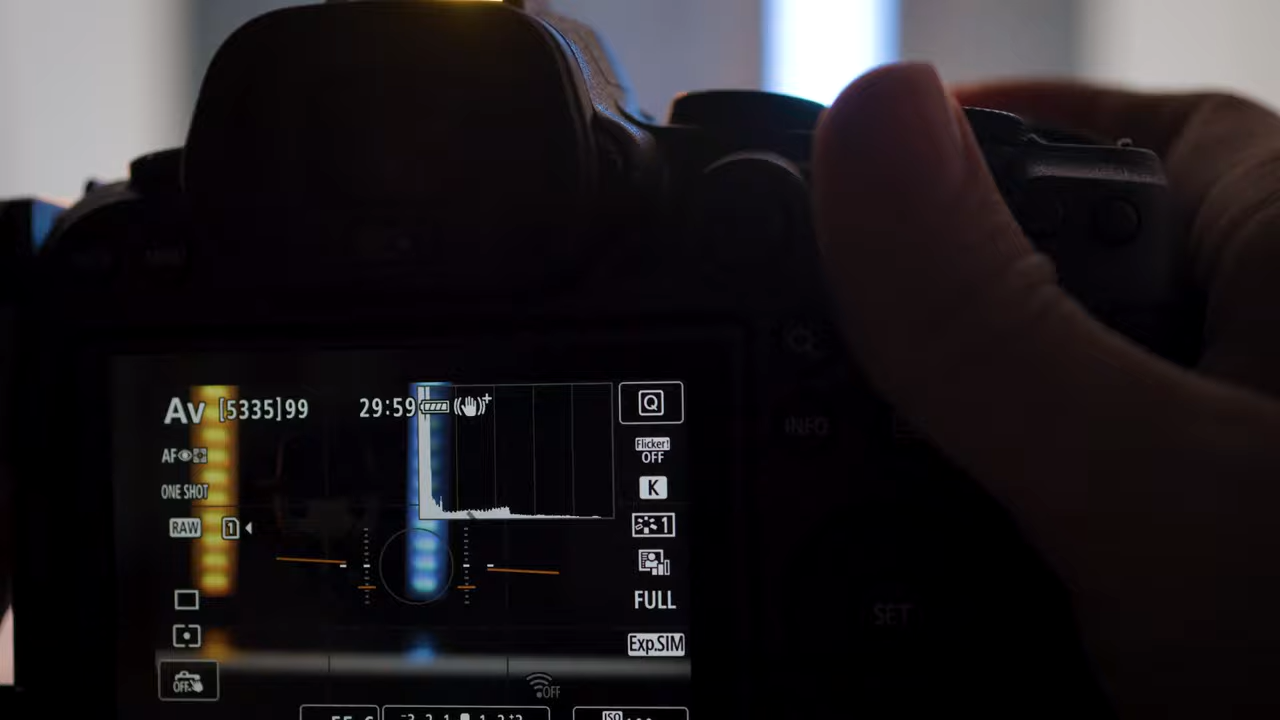 Av [5335]99 29:59
Q
AF
Flicker!
OFF
ONE SHOT
K
RAW 1
1
FULL
Exp.SIM
OFF
OFF
ISO
INFO
SET